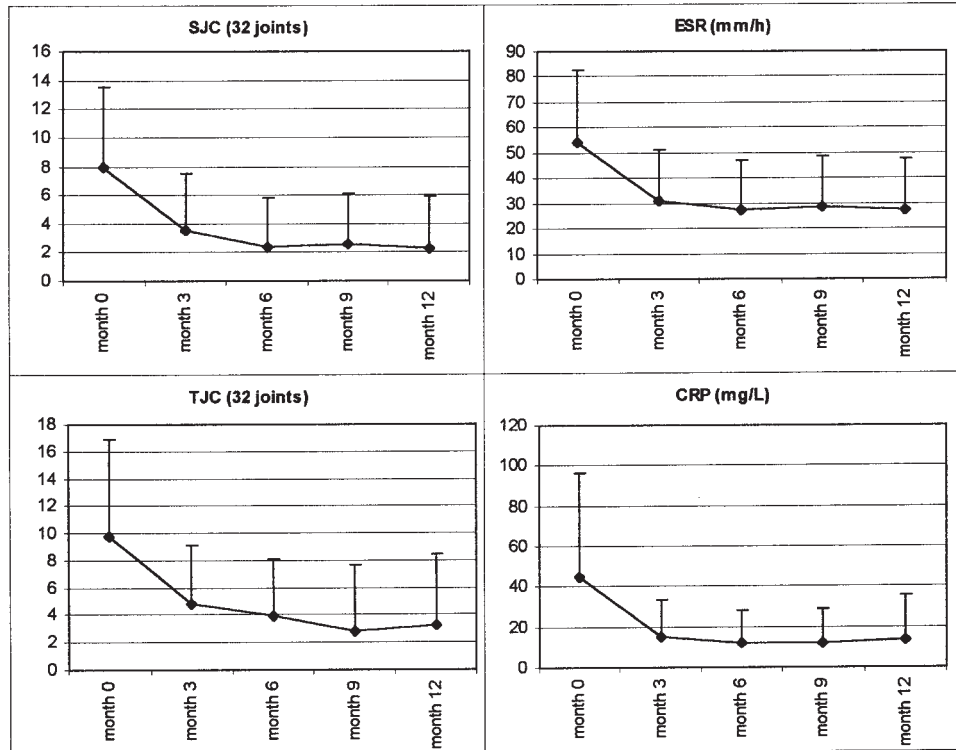 SJC (32 joints)
16
14
12
10
8
6
4
2
0
month 0
month 3
month 6
month 9
month 12
ESR (mm/h)
90
80
70
60
50
40
30
20
10
0
month 0
month 3
month 6
month 9
month 12
TJC (32 joints)
18
16
14
12
10
8
6
4
2
0
month 0
month 3
month 6
month 9
month 12
CRP (mg/L)
120
100
80
60
40
20
0
month 0
month 3
month 6
month 9
month 12